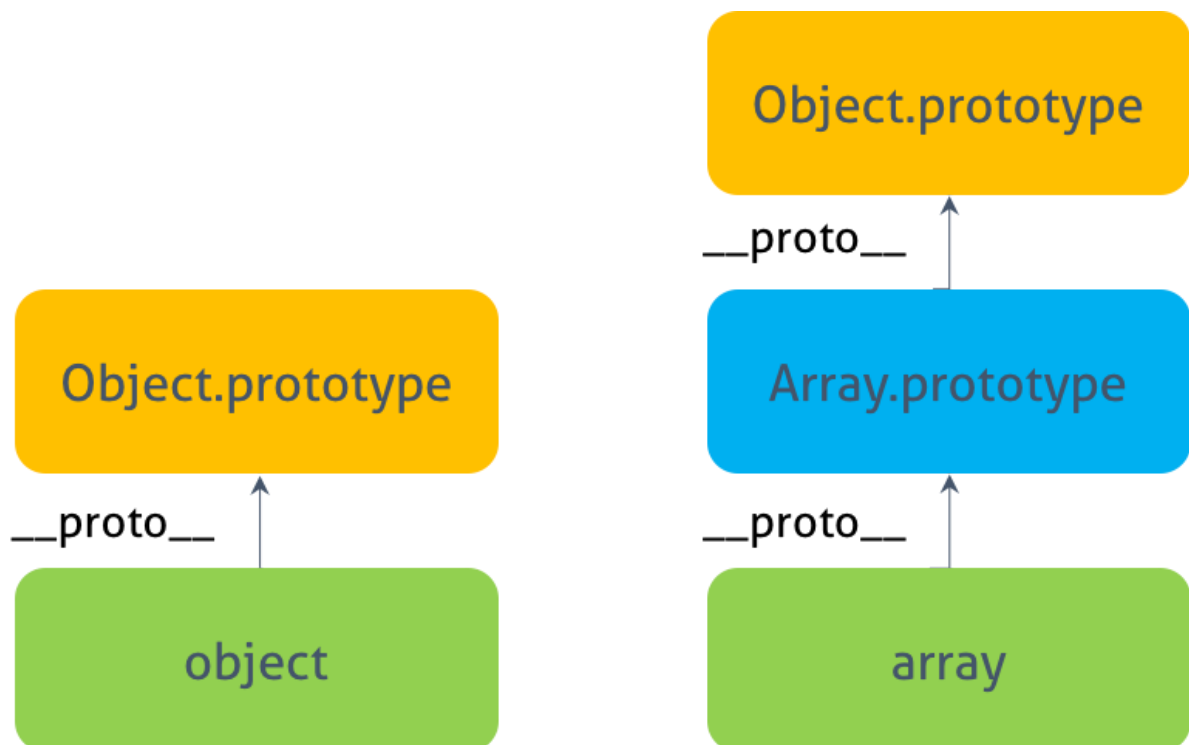 Object.prototype
__proto__
Object.prototype
Array.prototype
__proto__
__proto__
object
array